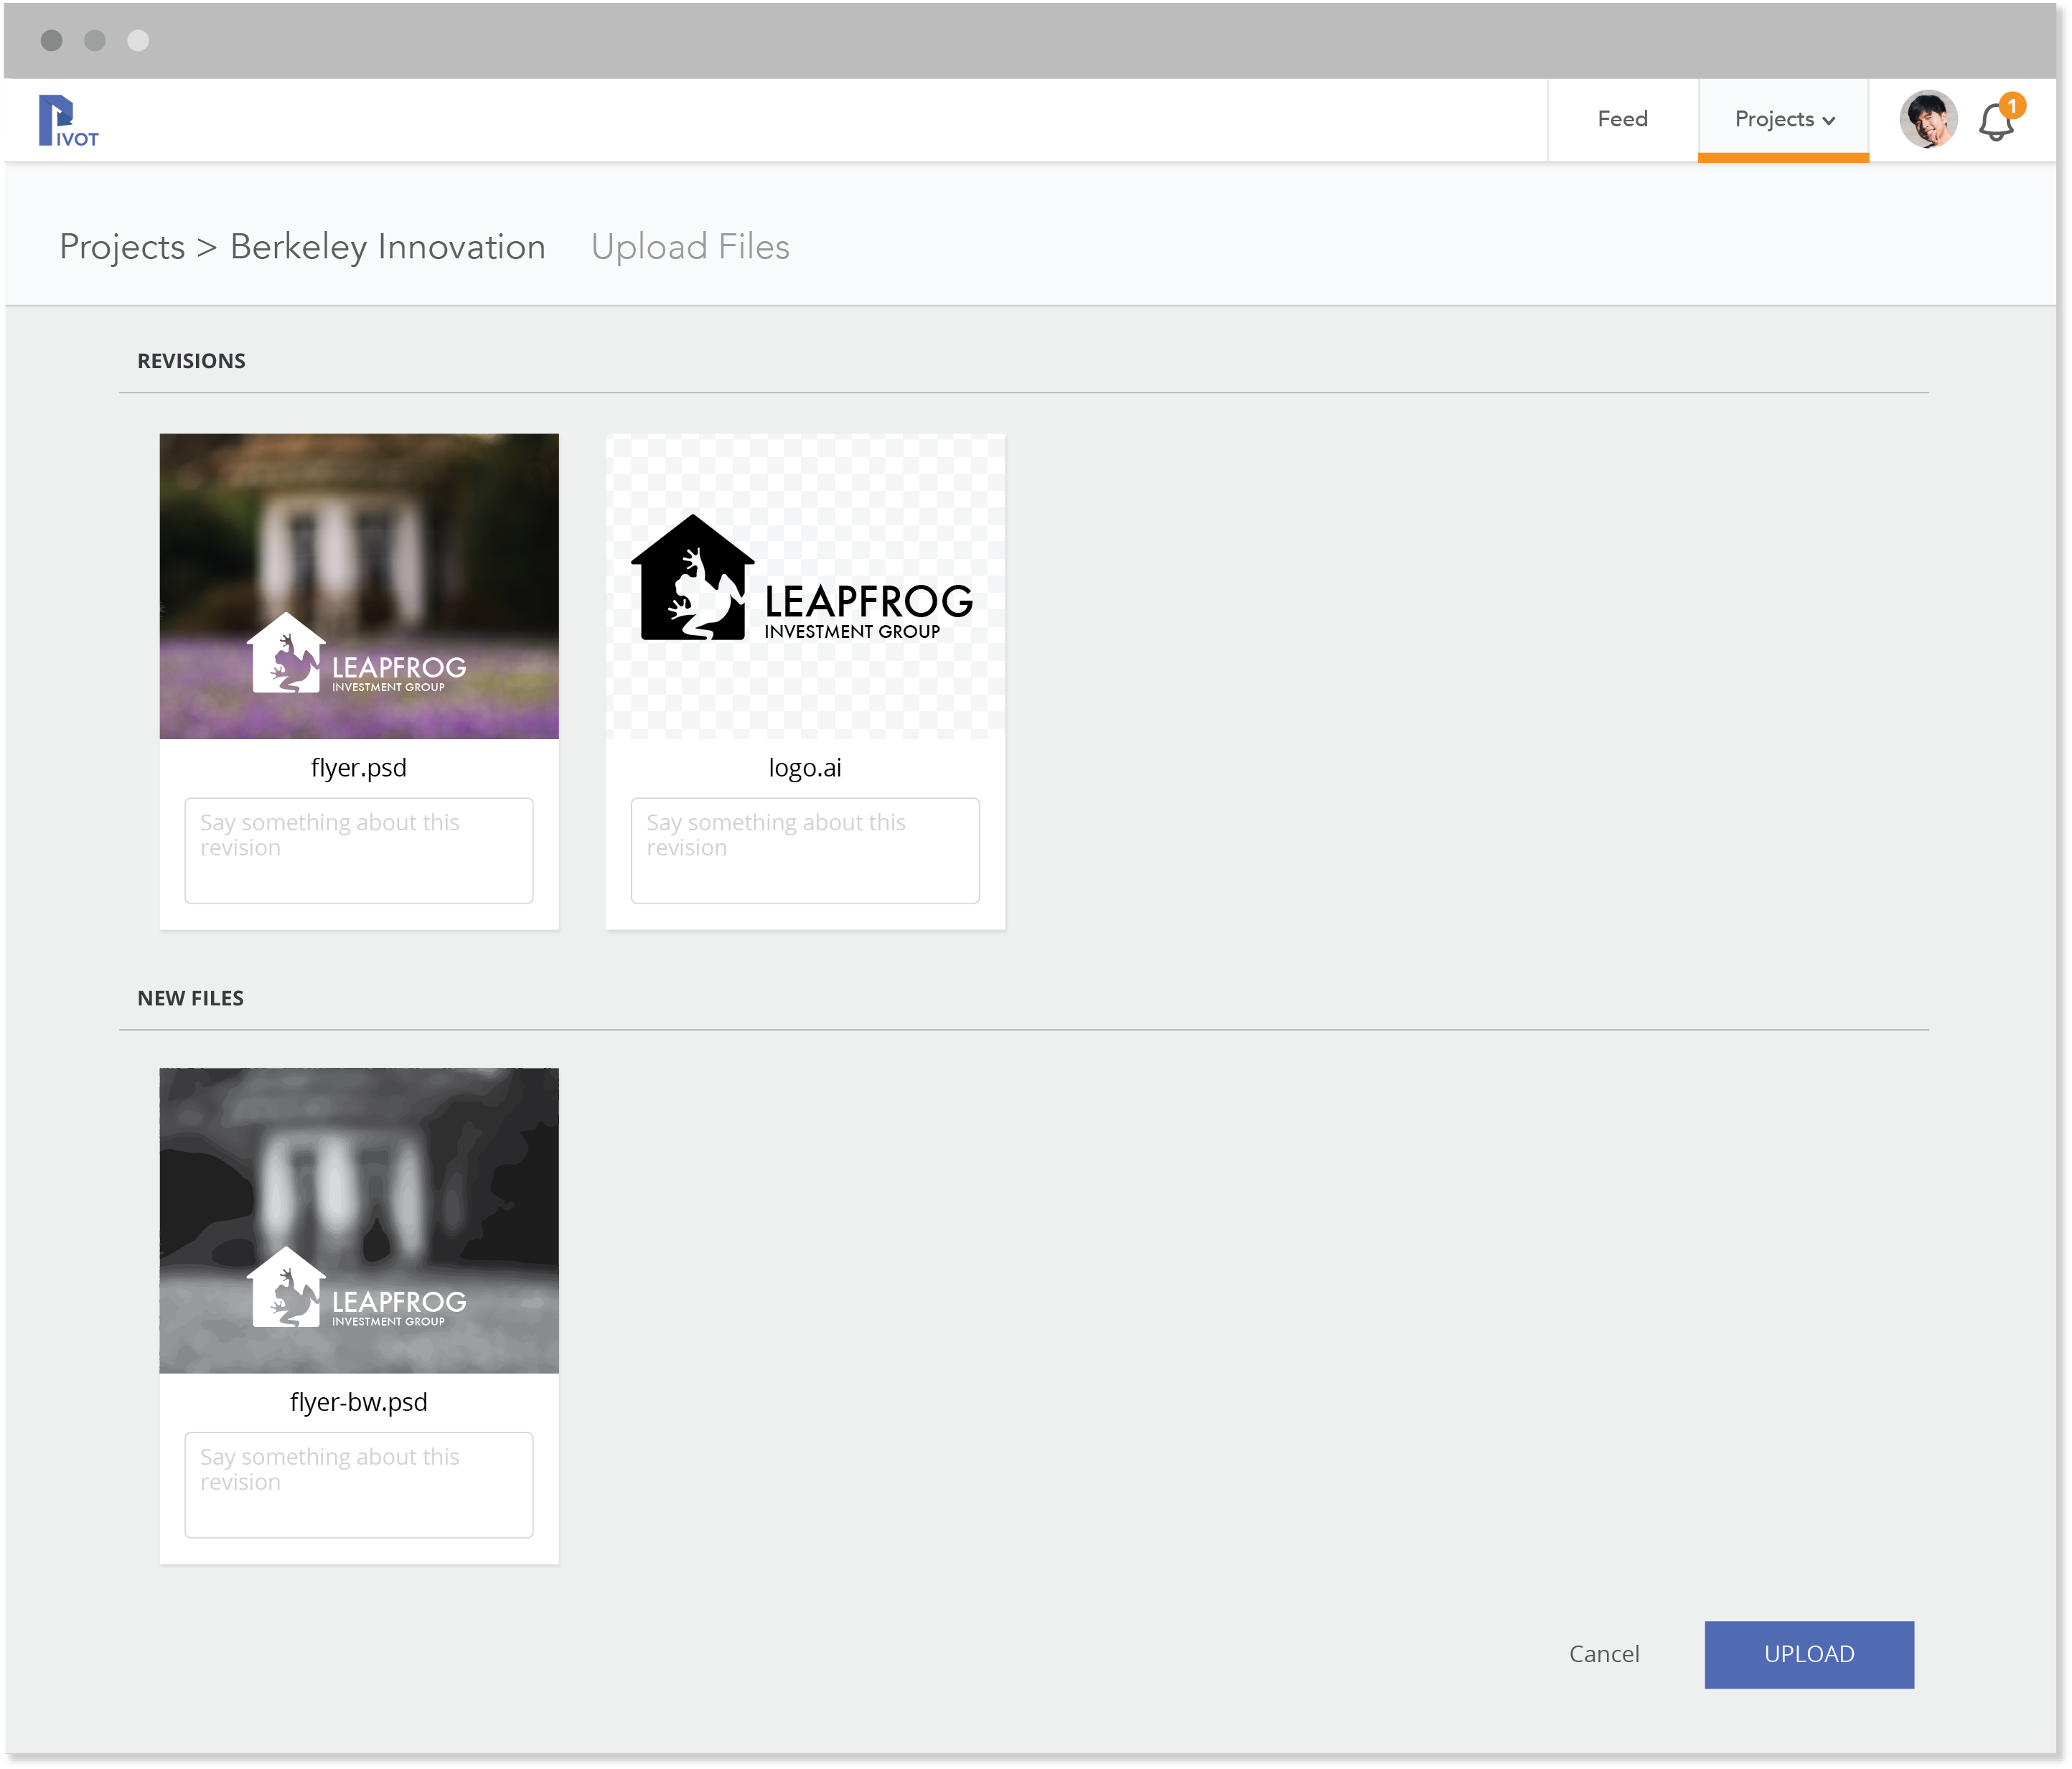 PIVOT
Feed
Projects
1
Projects > Berkeley Innovation
Upload Files
REVISIONS
LEAPFROG
INVESTMENT GROUP
flyer.psd
Say something about this
revision
LEAPFROG
INVESTMENT GROUP
logo.ai
Say something about this
revision
NEW FILES
LEAPFROG
INVESTMENT GROUP
flyer-bw.psd
Say something about this
revision
Cancel
UPLOAD